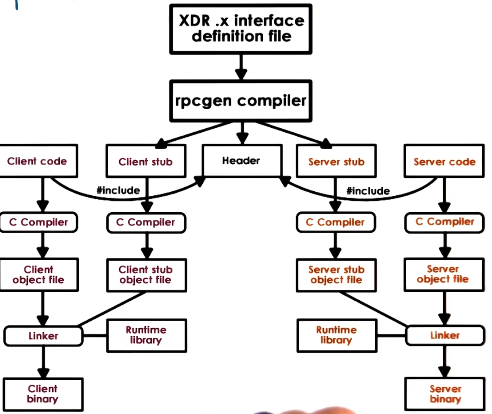 XDR .x interface
definition file
rpcgen compiler
Client code
Client stub
Header
Server stub
Server code
#include
#include
C Compiler
C Compiler
C Compiler
C Compiler
Client
object file
Client stub
object file
Server stub
object file
Server
object file
Linker
Runtime
library
Runtime
library
Linker
Client
binary
Server
binary